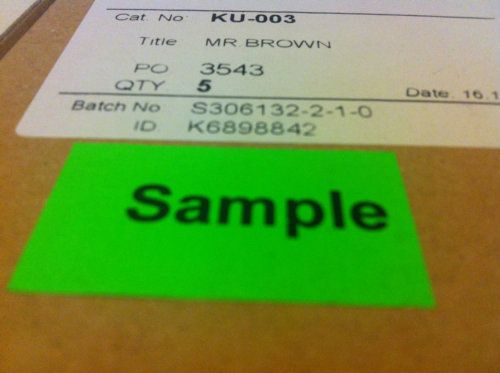 Cat. No: KU-003
Title MR BROWN
PO 3543
QTY 5
Date: 16.1
Batch No S306132-2-1-0
ID K6898842
Sample